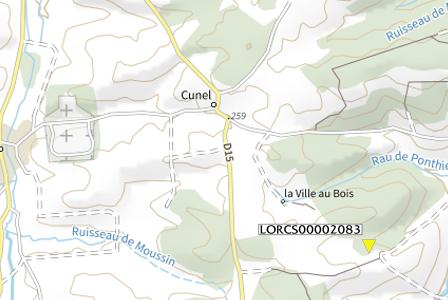 Ruisseau de
Cunel
259
D15
Rau de Ponthie
la Ville au Bois
LORCS00002083
Ruisseau de Moussin